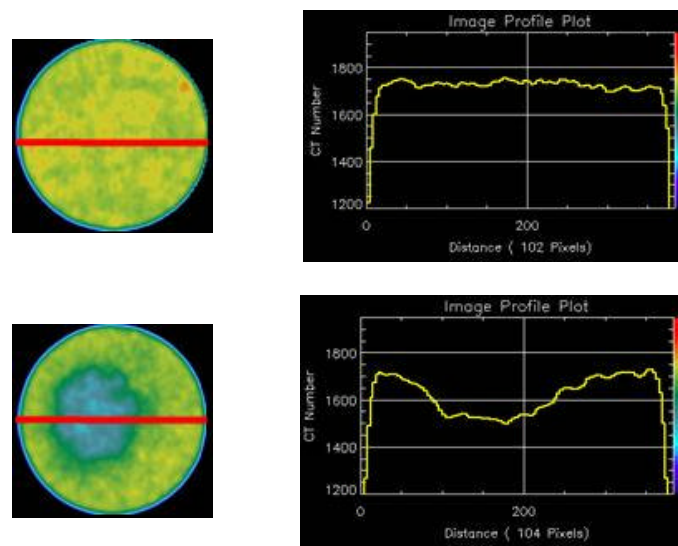 Image Profile Plot
CT Number
1800
1600
1400
1200
0
200
Distance ( 102 Pixels)
Image Profile Plot
CT Number
1800
1600
1400
1200
0
200
Distance ( 104 Pixels)